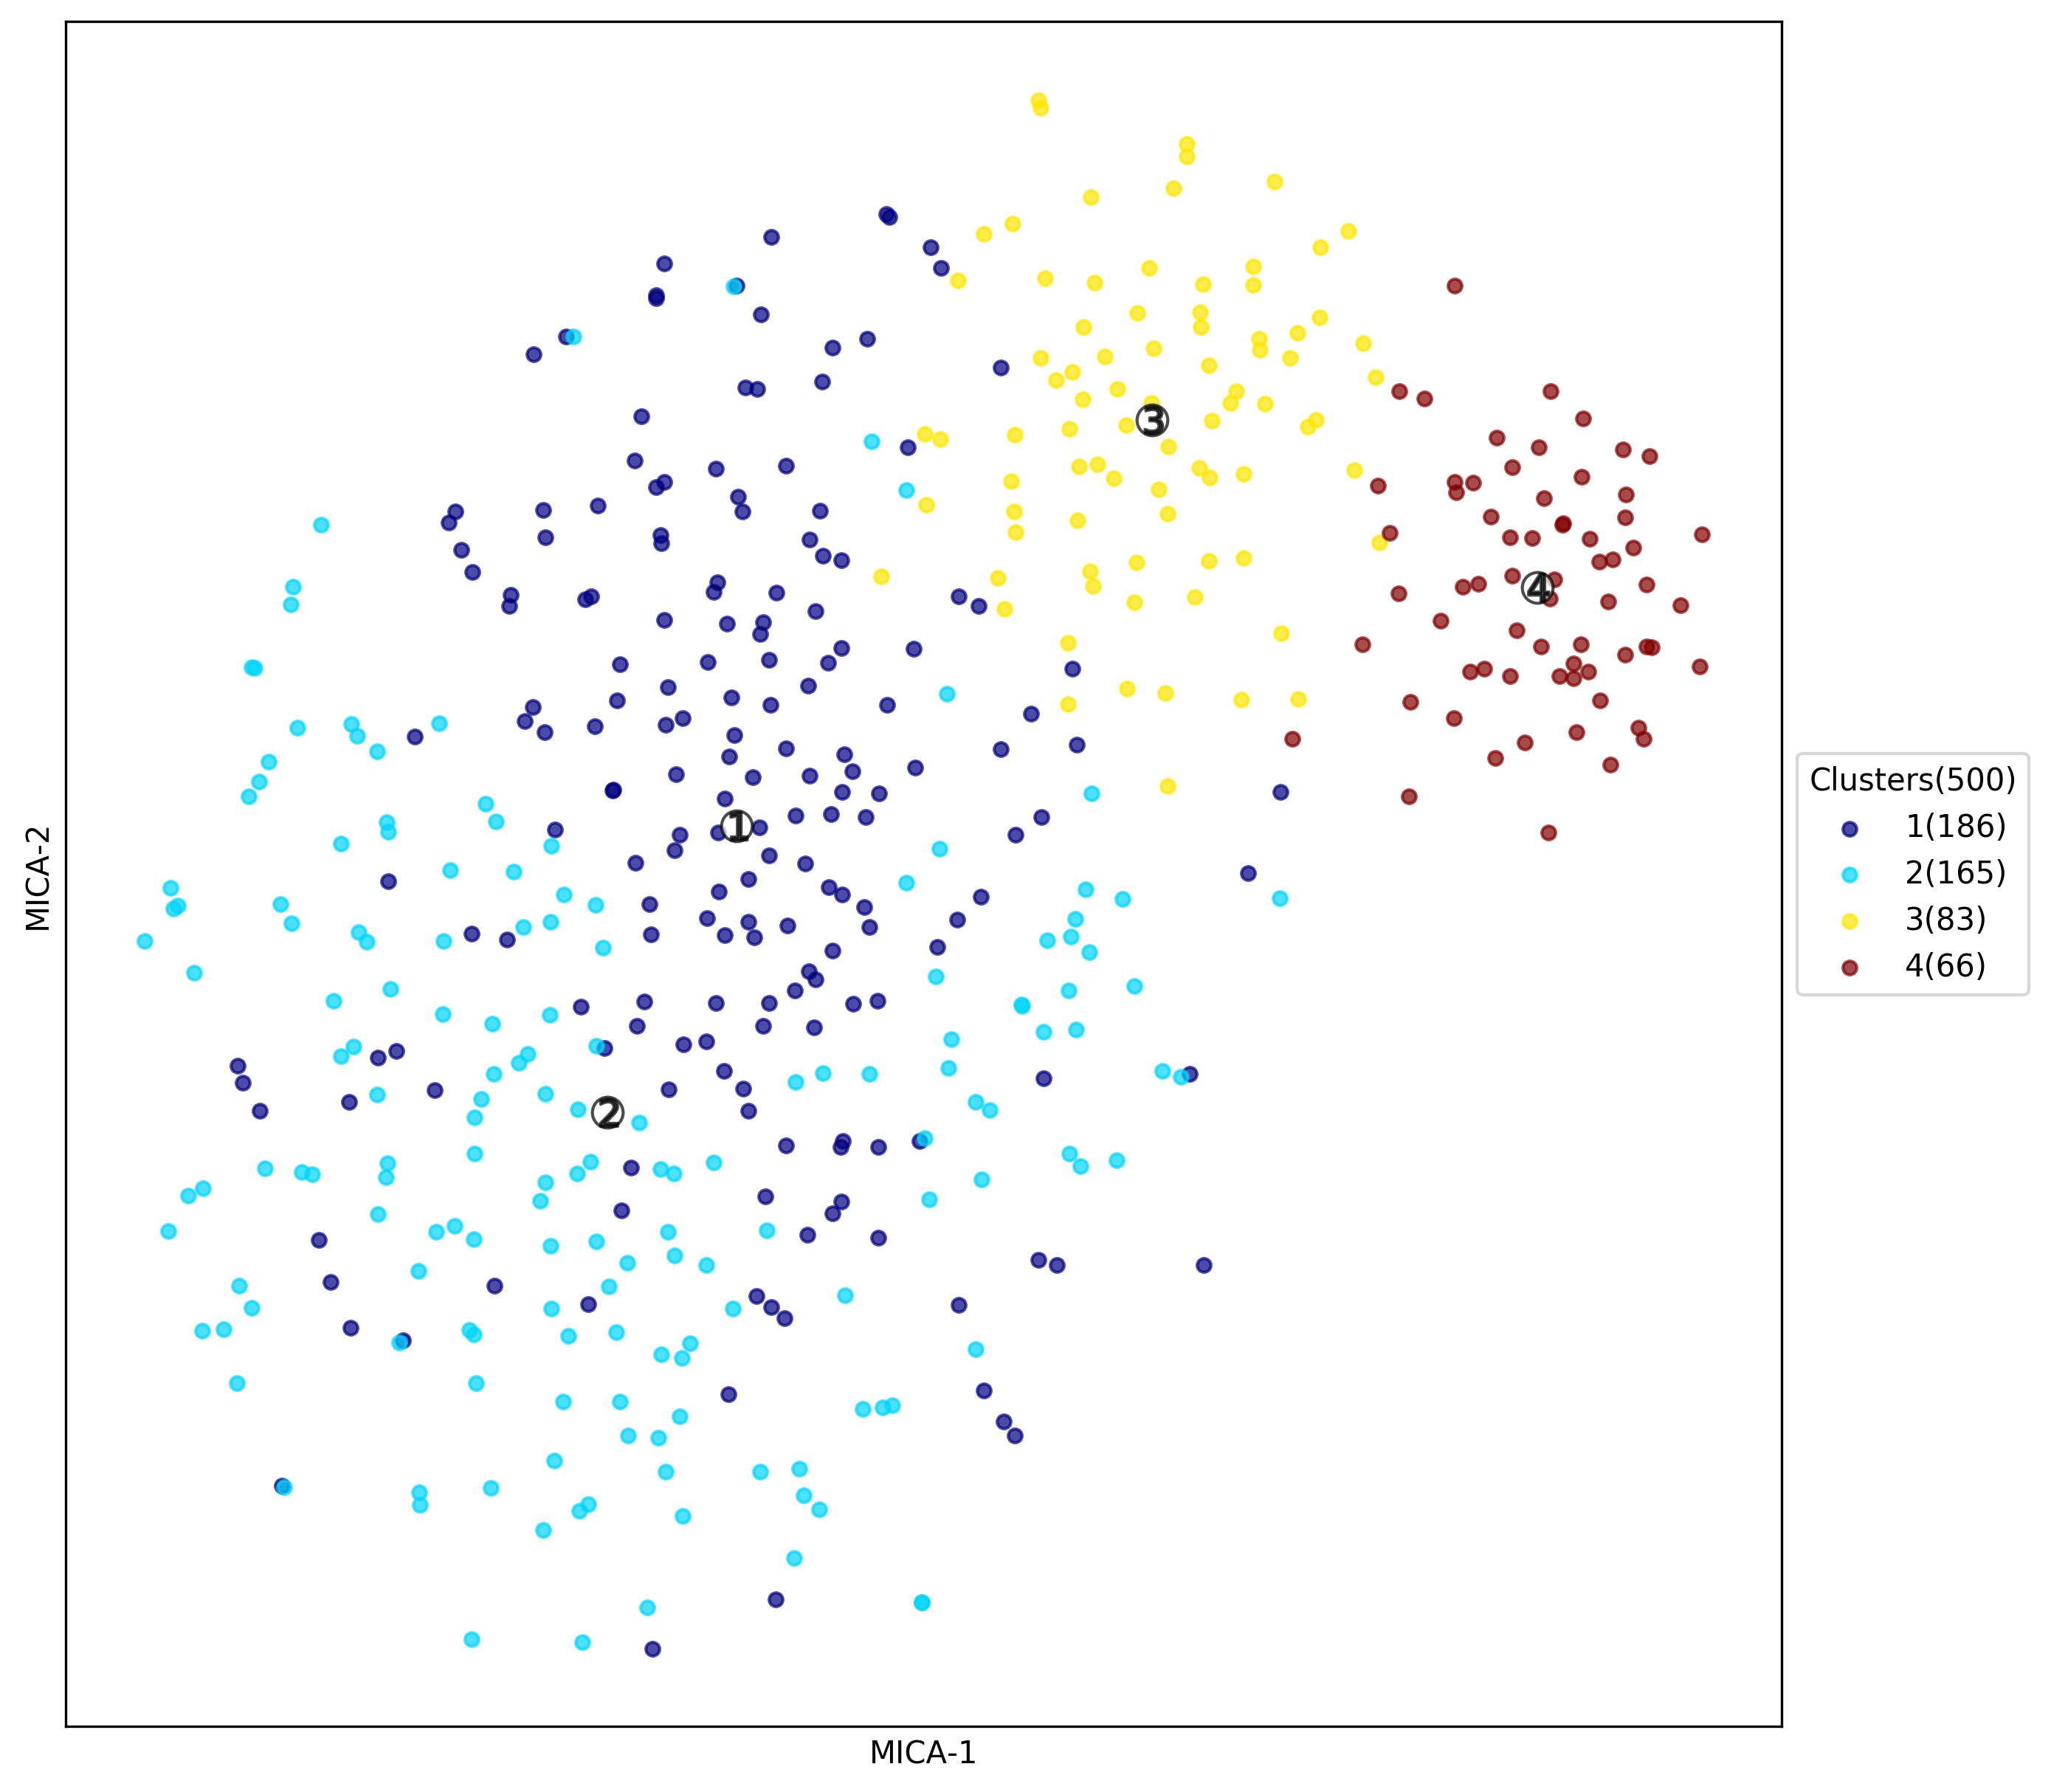 3
4
1
2
MICA-2
MICA-1
Clusters(500)
1(186)
2(165)
3(83)
4(66)